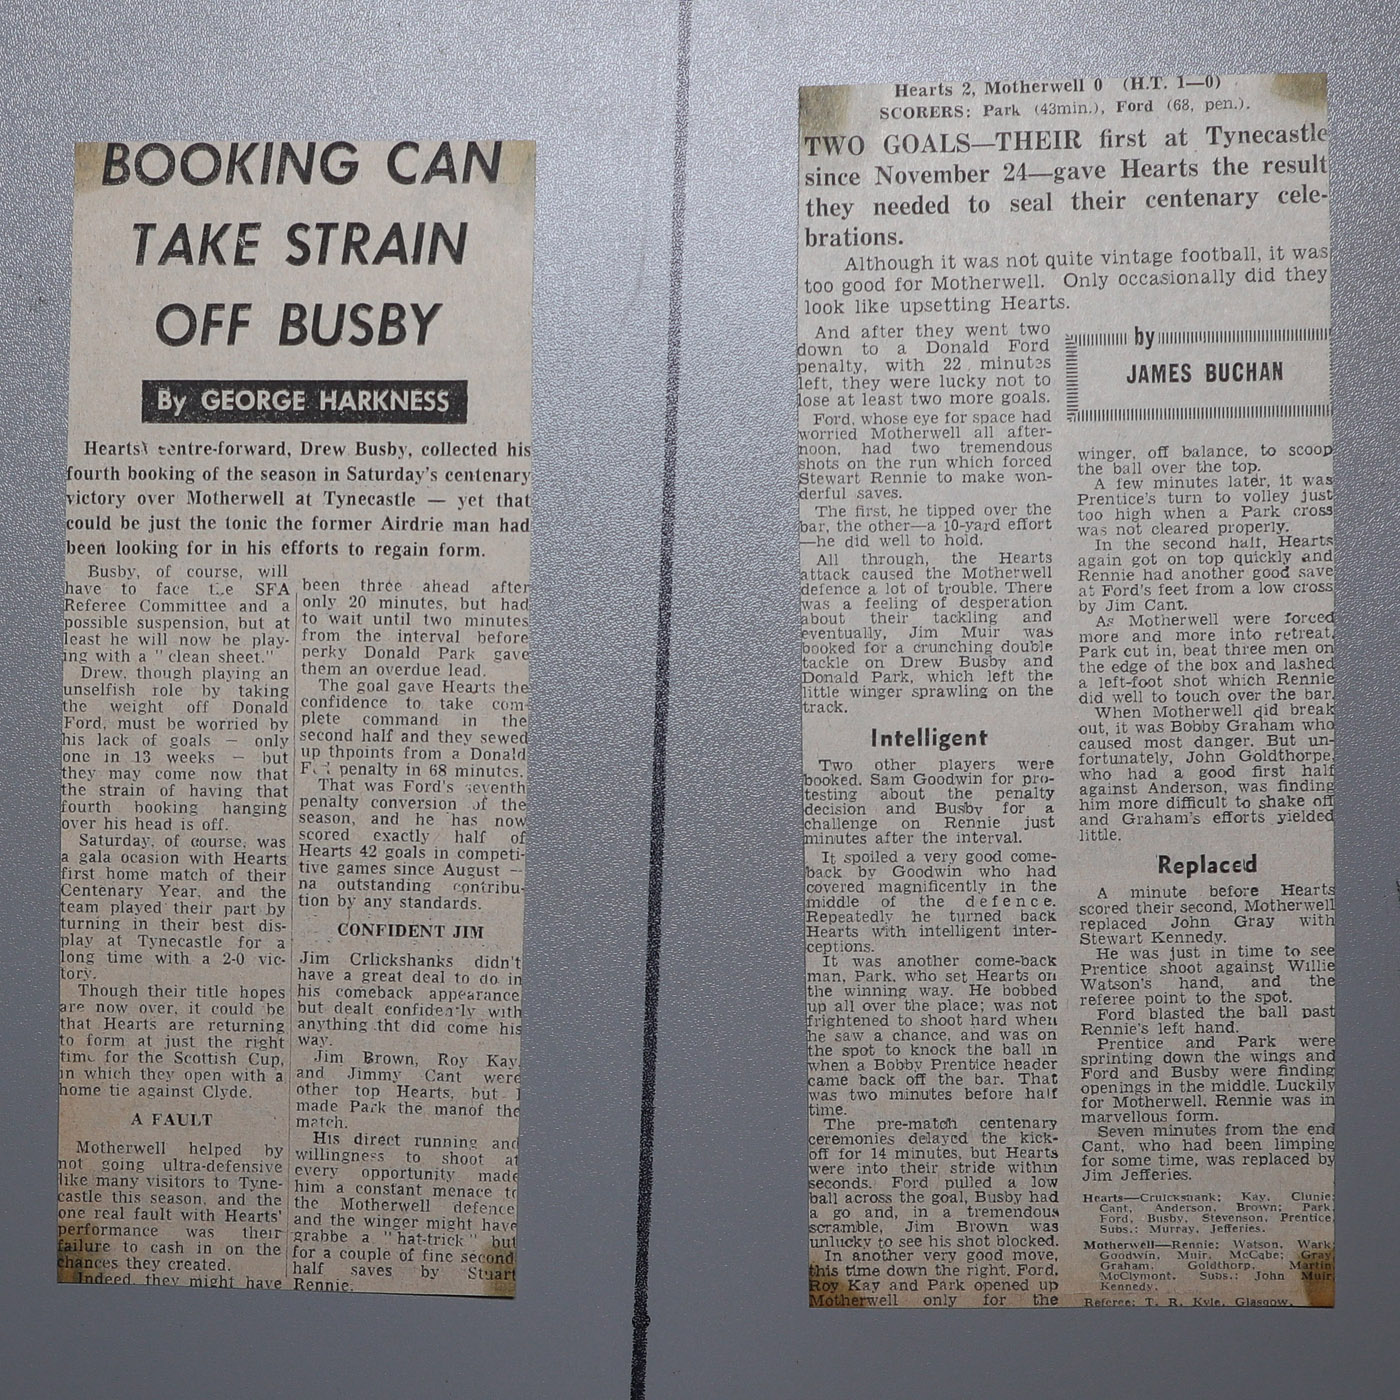 BOOKING CAN
TAKE STRAIN
OFF BUSBY
By GEORGE HARKNESS
Hearts' entre-forward, Drew Busby, collected his
fourth booking of the season in Saturday's centenary
victory over Motherwell at Tynecastle — yet that
could be just the tonic the former Airdrie man had
been looking for in his efforts to regain form.
Busby, of course, will
have to face the SFA
Referee Committee and a
possible suspension, but at
least he will now be play-
ing with a "clean sheet."
Drew, though playing an
unselfish role by taking
the weight off Donald
Ford, must be worried by
his lack of goals — only
one in 13 weeks — but
they may come now that
the strain of having that
fourth booking hanging
over his head is off.
Saturday, of course, was
a gala ocasion with Hearts
first home match of their
Centenary Year, and the
team played their part by
turning in their best dis-
play at Tynecastle for a
long time with a 2-0 vic-
tory.
Though their title hopes
are now over, it could be
that Hearts are returning
to form at just the right
time for the Scottish Cup,
in which they open with a
home tie against Clyde.
A FAULT
Motherwell helped by
not going ultra-defensive
like many visitors to Tyne-
castle this season, and the
one real fault with Hearts'
performance was their
failure to cash in on the
chances they created.
Indeed, they might have
been three ahead after
only 20 minutes, but had
to wait until two minutes
from the interval before
perky Donald Park gave
them an overdue lead.
The goal gave Hearts the
confidence to take com-
plete command in the
second half and they sewed
up thpoints from a Donald
Ford penalty in 68 minutes.
That was Ford's seventh
penalty conversion of the
season, and he has now
scored exactly half of
Hearts 42 goals in competi-
tive games since August —
na outstanding contribu-
tion by any standards.
CONFIDENT JIM
Jim Crlickshanks didn't
have a great deal to do in
his comeback appearance
but dealt confidently with
anything tht did come his
way.
Jim Brown, Roy Kay
and Jimmy Cant were
other top Hearts, but I
made Park the manof the
match.
His direct running and
willingness to shoot at
every opportunity made
him a constant menace to
the Motherwell defence
and the winger might have
grabbe a "hat-trick" but
for a couple of fine second
half saves by Stuart
Rennie.
Hearts 2, Motherwell 0 (H.T. 1—0)
SCORERS: Park (43min.), Ford (68, pen.).
TWO GOALS—THEIR first at Tynecastle
since November 24—gave Hearts the result
they needed to seal their centenary cele-
brations.
Although it was not quite vintage football, it was
too good for Motherwell. Only occasionally did they
look like upsetting Hearts.
And after they went two
down to a Donald Ford
penalty, with 22 minutes
left, they were lucky not to
lose at least two more goals.
Ford, whose eye for space had
worried Motherwell all after-
noon, had two tremendous
shots on the run which forced
Stewart Rennie to make won-
derful saves.
The first, he tipped over the
bar, the other—a 10-yard effort
—he did well to hold.
All through, the Hearts
attack caused the Motherwell
defence a lot of trouble. There
was a feeling of desperation
about their tackling and
eventually, Jim Muir was
booked for a crunching double
tackle on Drew Busby and
Donald Park, which left the
little winger sprawling on the
track.
Intelligent
Two other players were
booked. Sam Goodwin for pro-
testing about the penalty
decision and Busby for a
challenge on Rennie just
minutes after the interval.
It spoiled a very good come-
back by Goodwin who had
covered magnificently in the
middle of the defence.
Repeatedly he turned back
Hearts with intelligent inter-
ceptions.
It was another come-back
man, Park, who set Hearts on
the winning way. He bobbed
up all over the place; was not
frightened to shoot hard when
he saw a chance, and was on
the spot to knock the ball in
when a Bobby Prentice header
came back off the bar. That
was two minutes before half
time.
The pre-match centenary
ceremonies delayed the kick-
off for 14 minutes, but Hearts
were into their stride within
seconds. Ford pulled a low
ball across the goal, Busby had
a go and, in a tremendous
scramble, Jim Brown was
unlucky to see his shot blocked.
In another very good move,
this time down the right, Ford,
Roy Kay and Park opened up
Motherwell only for the
by
JAMES BUCHAN
winger, off balance, to scoop
the ball over the top.
A few minutes later, it was
Prentice's turn to volley just
too high when a Park cross
was not cleared properly.
In the second half, Hearts
again got on top quickly and
Rennie had another good save
at Ford's feet from a low cross
by Jim Cant.
As Motherwell were forced
more and more into retreat,
Park cut in, beat three men on
the edge of the box and lashed
a left-foot shot which Rennie
did well to touch over the bar.
When Motherwell did break
out, it was Bobby Graham who
caused most danger. But un-
fortunately, John Goldthorpe,
who had a good first half
against Anderson, was finding
him more difficult to shake off
and Graham's efforts yielded
little.
Replaced
A minute before Hearts
scored their second, Motherwell
replaced John Gray with
Stewart Kennedy.
He was just in time to see
Prentice shoot against Willie
Watson's hand, and the
referee point to the spot.
Ford blasted the ball past
Rennie's left hand.
Prentice and Park were
sprinting down the wings and
Ford and Busby were finding
openings in the middle. Luckily
for Motherwell. Rennie was in
marvellous form.
Seven minutes from the end
Cant, who had been limping
for some time, was replaced by
Jim Jefferies.
Hearts—Cruickshank; Kay, Clunie;
Cant, Anderson, Brown; Park,
Ford, Busby, Stevenson, Prentice.
Subs.: Murray, Jefferies.
Motherwell—Rennie; Watson, Wark;
Goodwin, Muir, McCabe; Gray,
Graham, Goldthorp, Martin,
McClymont. Subs.: John Muir,
Kennedy.
Referee: T. R. Kyle, Glasgow.